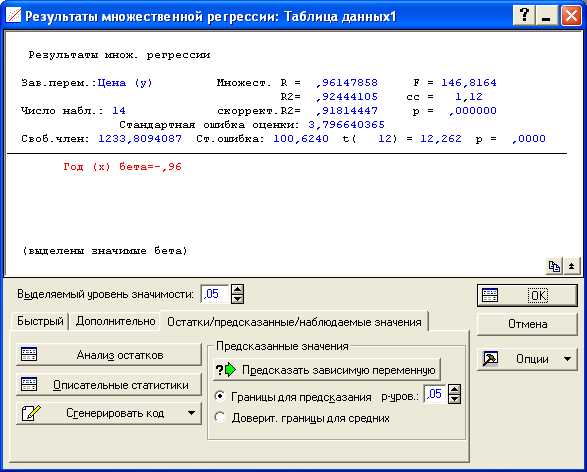 Результаты множественной регрессии: Таблица данных1
Результаты множ. регрессии
Зав.перем.:Цена (y) Множест. R = ,96147858 F = 146,8164
R2= ,92444105 сс = 1,12
Число набл.: 14 скоррект.R2= ,91814447 p = ,000000
Стандартная ошибка оценки: 3,796640365
Своб.член: 1233,8094087 Ст.ошибка: 100,6240 t( 12) = 12,262 p = ,0000
Год (x) бета=-,96
(выделены значимые бета)
Выделяемый уровень значимости: ,05
OK
Быстрый Дополнительно Остатки/предсказанные/наблюдаемые значения
Отмена
Анализ остатков
Предсказанные значения
Предсказать зависимую переменную
Опции
Описательные статистики
Границы для предсказания p-уров.: ,05
Сгенерировать код
Доверит. границы для средних